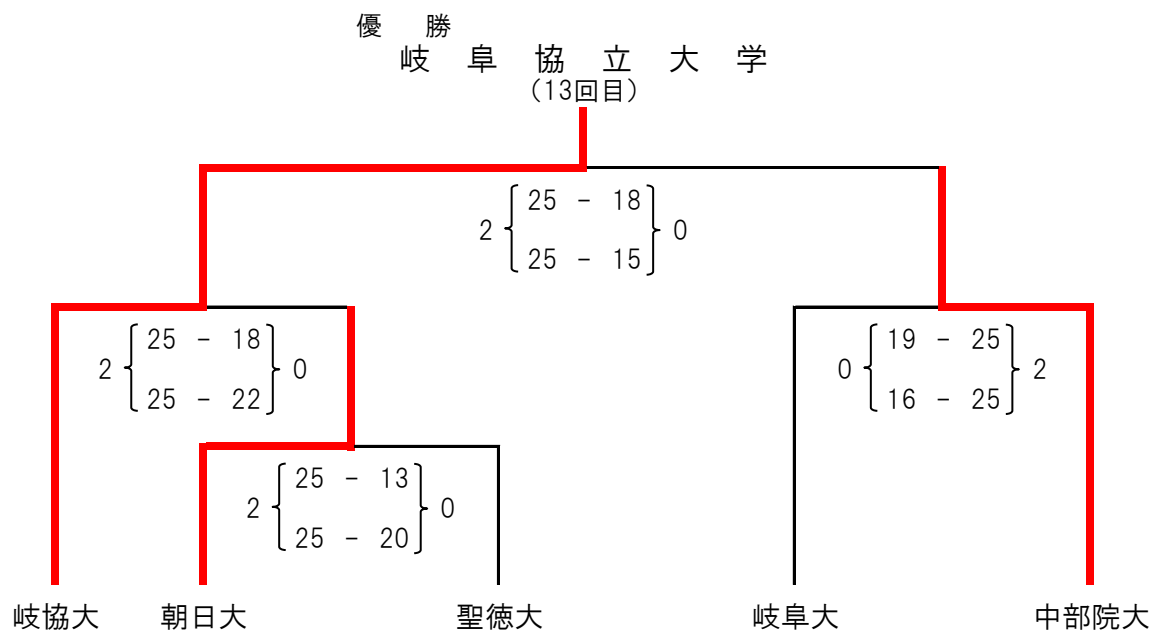 優 勝
岐 阜 協 立 大 学
（13回目）
25 － 18
2 0
25 － 15
25 － 18
2 0
25 － 22
19 － 25
0 2
16 － 25
25 － 13
2 0
25 － 20
岐協大 朝日大 聖徳大 岐阜大 中部院大